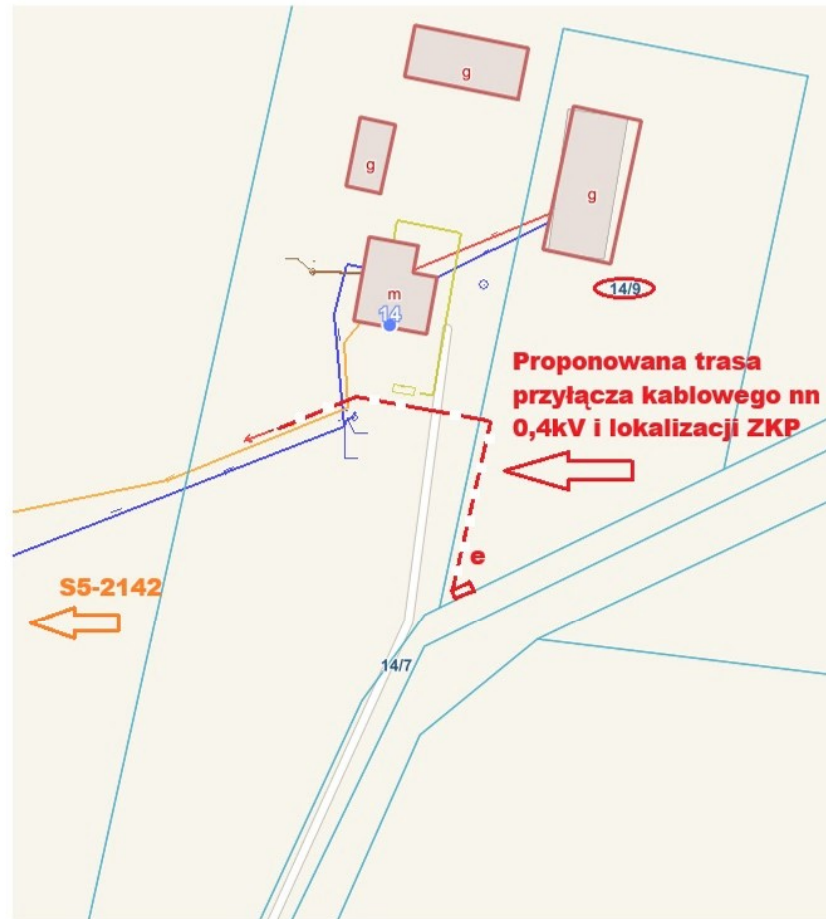 g
g
g
m
14
14/9
Proponowana trasa
przyłącza kablowego nn
0,4kV i lokalizacji ZKP
e
S5-2142
14/7